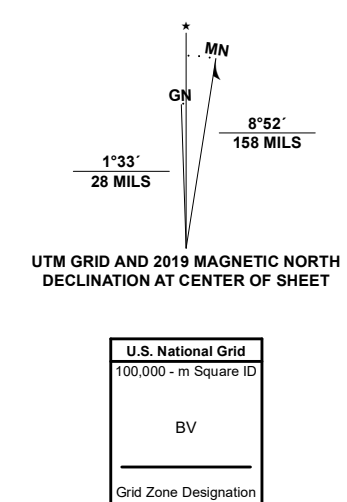 MN
GN
8°52´
158 MILS
1°33´
28 MILS
UTM GRID AND 2019 MAGNETIC NORTH
DECLINATION AT CENTER OF SHEET
U.S. National Grid
100,000 - m Square ID
BV
Grid Zone Designation